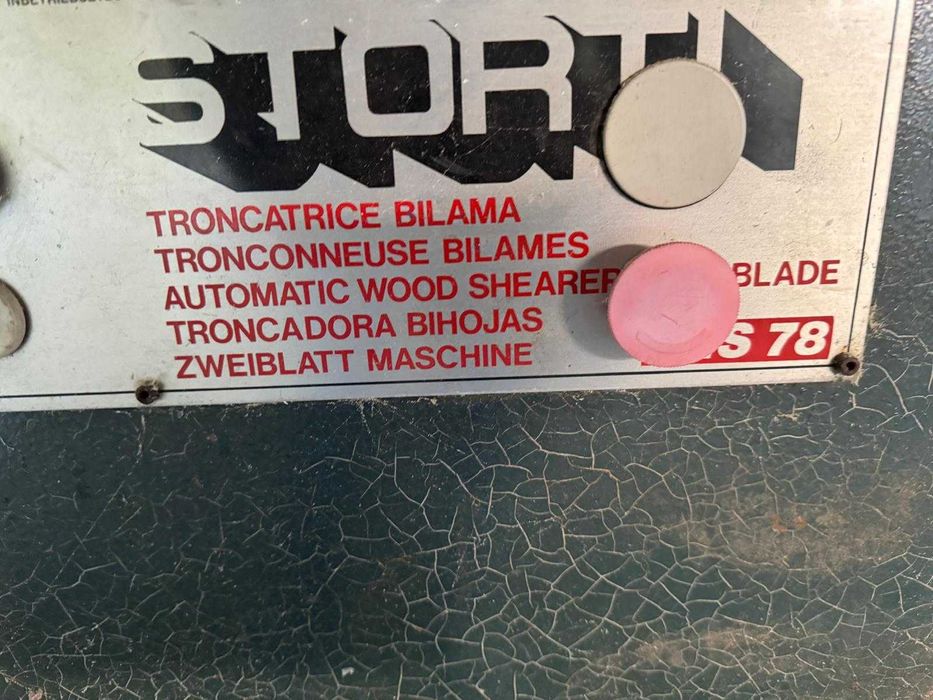 STORTI
TRONCATRICE BILAMA
TRONCONNEUSE BILAMES
AUTOMATIC WOOD SHEARER BLADE
TRONCADORA BIHOJAS
S 78
ZWEIBLATT MASCHINE